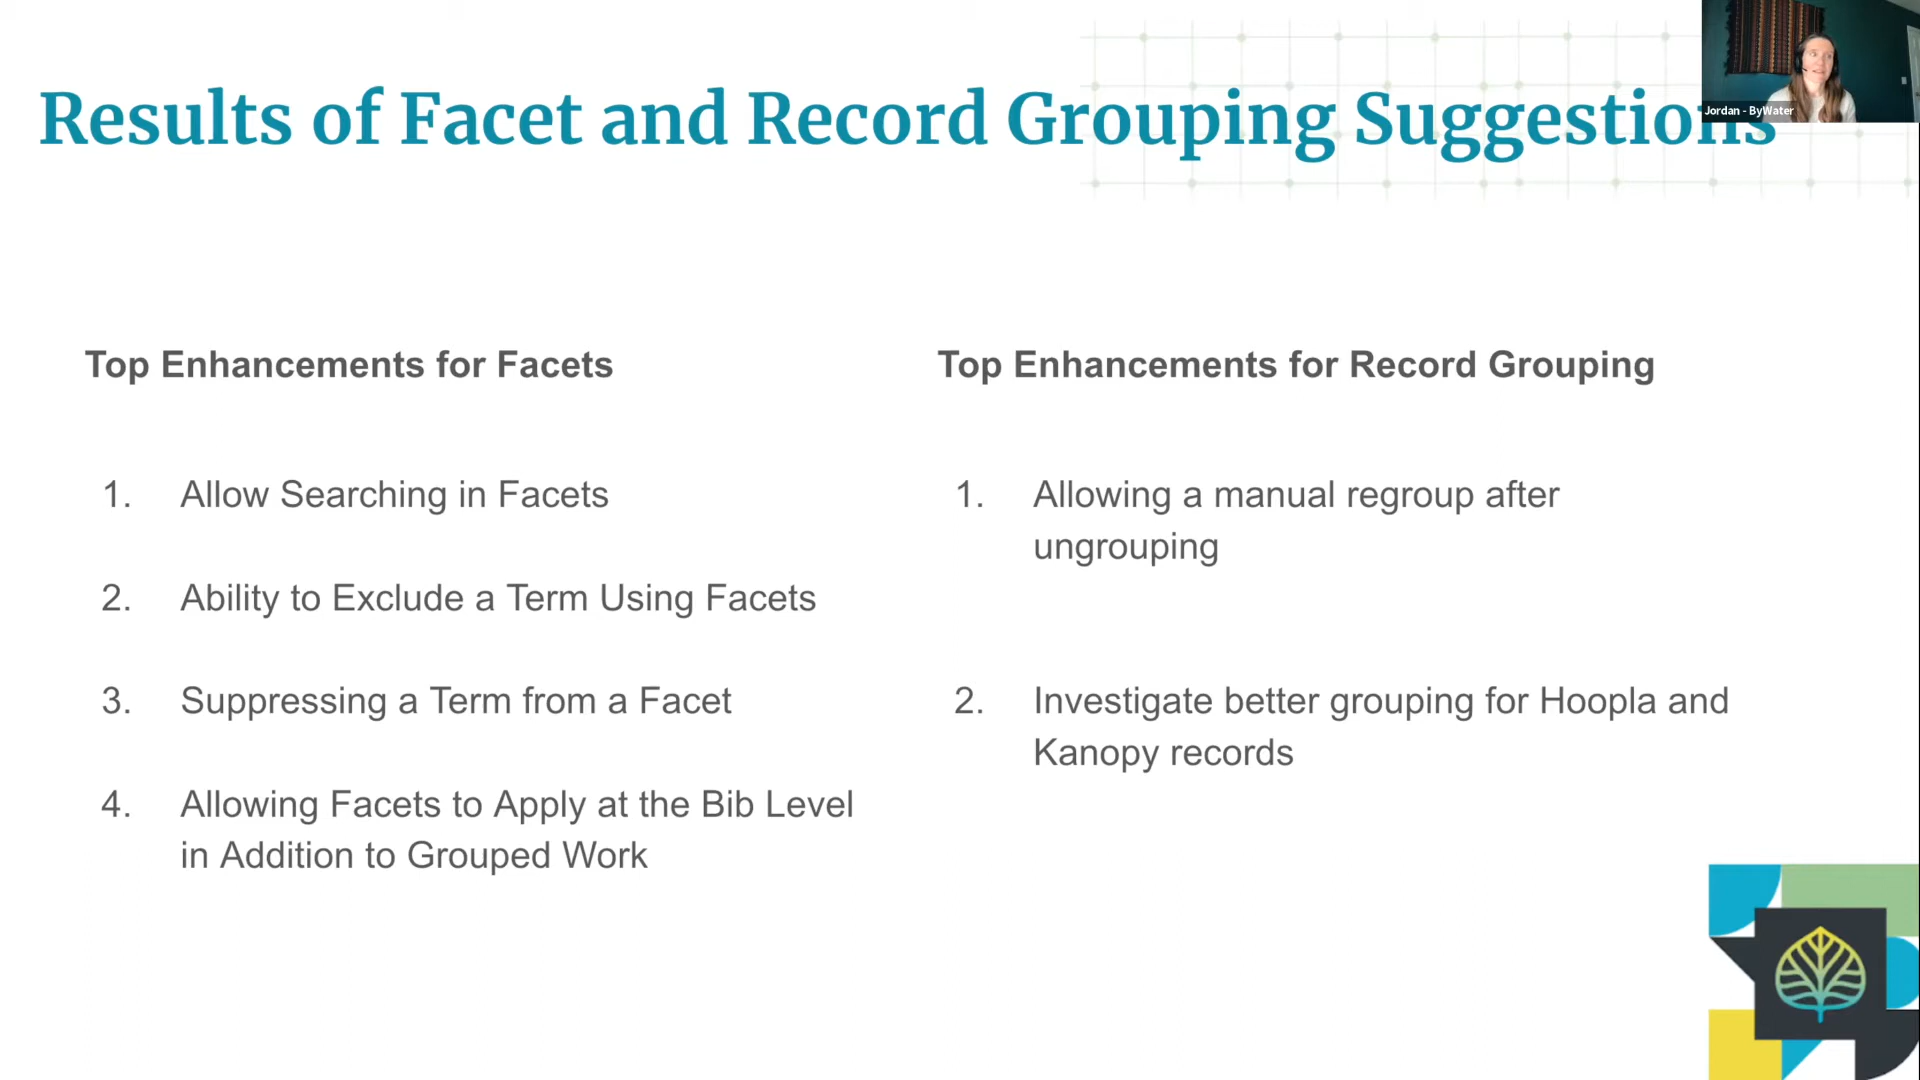 Results of Facet and Record Grouping Suggestions
Jordan - ByWater
Top Enhancements for Facets
1. Allow Searching in Facets
2. Ability to Exclude a Term Using Facets
3. Suppressing a Term from a Facet
4. Allowing Facets to Apply at the Bib Level
in Addition to Grouped Work
Top Enhancements for Record Grouping
1. Allowing a manual regroup after
ungrouping
2. Investigate better grouping for Hoopla and
Kanopy records